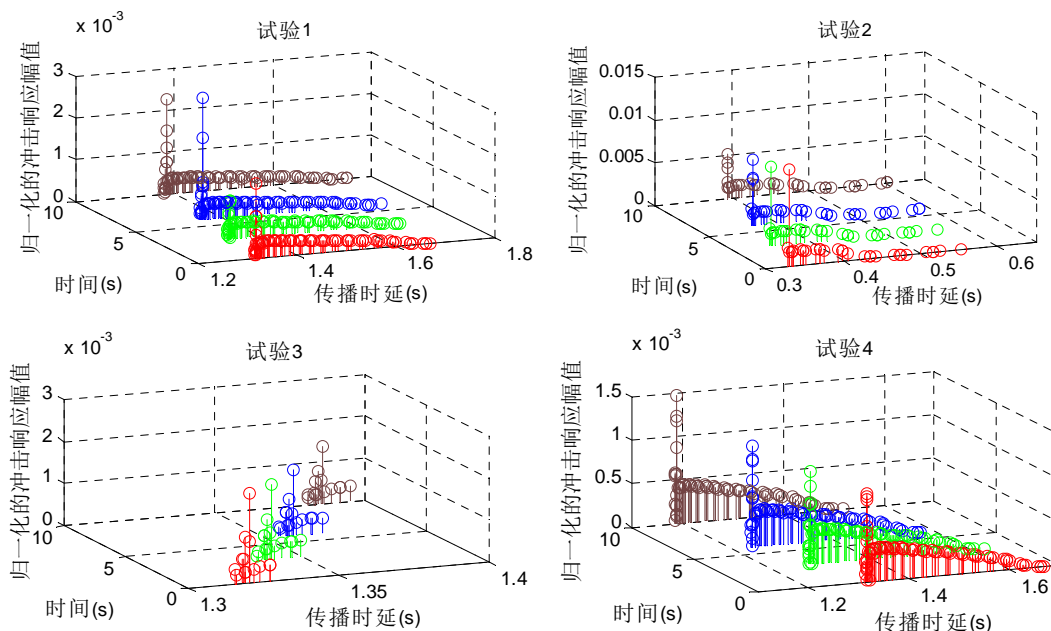 x 10-3
试验1
归一化的冲击响应幅值
3
2
1
0
10
5
0
时间(s)
1.2
1.4
1.6
1.8
传播时延(s)
试验2
归一化的冲击响应幅值
0.015
0.01
0.005
0
10
5
0
时间(s)
0.3
0.4
0.5
0.6
传播时延(s)
x 10-3
试验3
归一化的冲击响应幅值
3
2
1
0
10
5
0
时间(s)
1.3
1.35
1.4
传播时延(s)
x 10-3
试验4
归一化的冲击响应幅值
1.5
1
0.5
0
10
5
0
时间(s)
1.2
1.4
1.6
传播时延(s)